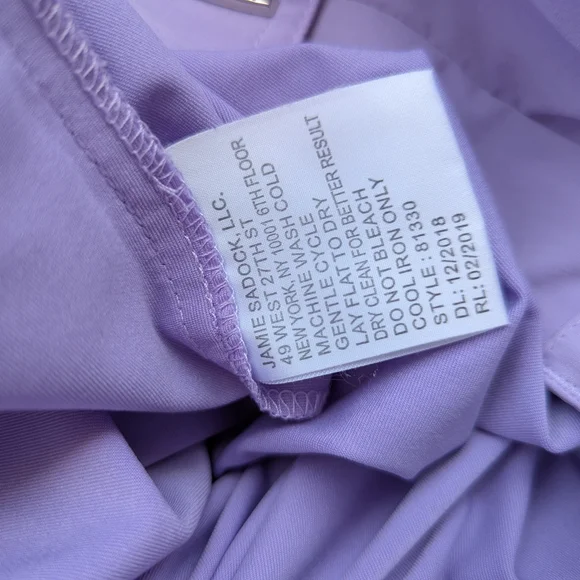 JAMIE SADOCK, LLC.
49 WEST 27TH ST
NEW YORK, NY 10001 6TH FLOOR
MACHINE WASH COLD
GENTLE CYCLE
LAY FLAT TO DRY
DRY CLEAN FOR BETTER RESULT
DO NOT BLEACH
COOL IRON ONLY
STYLE : 81330
DL: 12/2018
RL: 02/2019